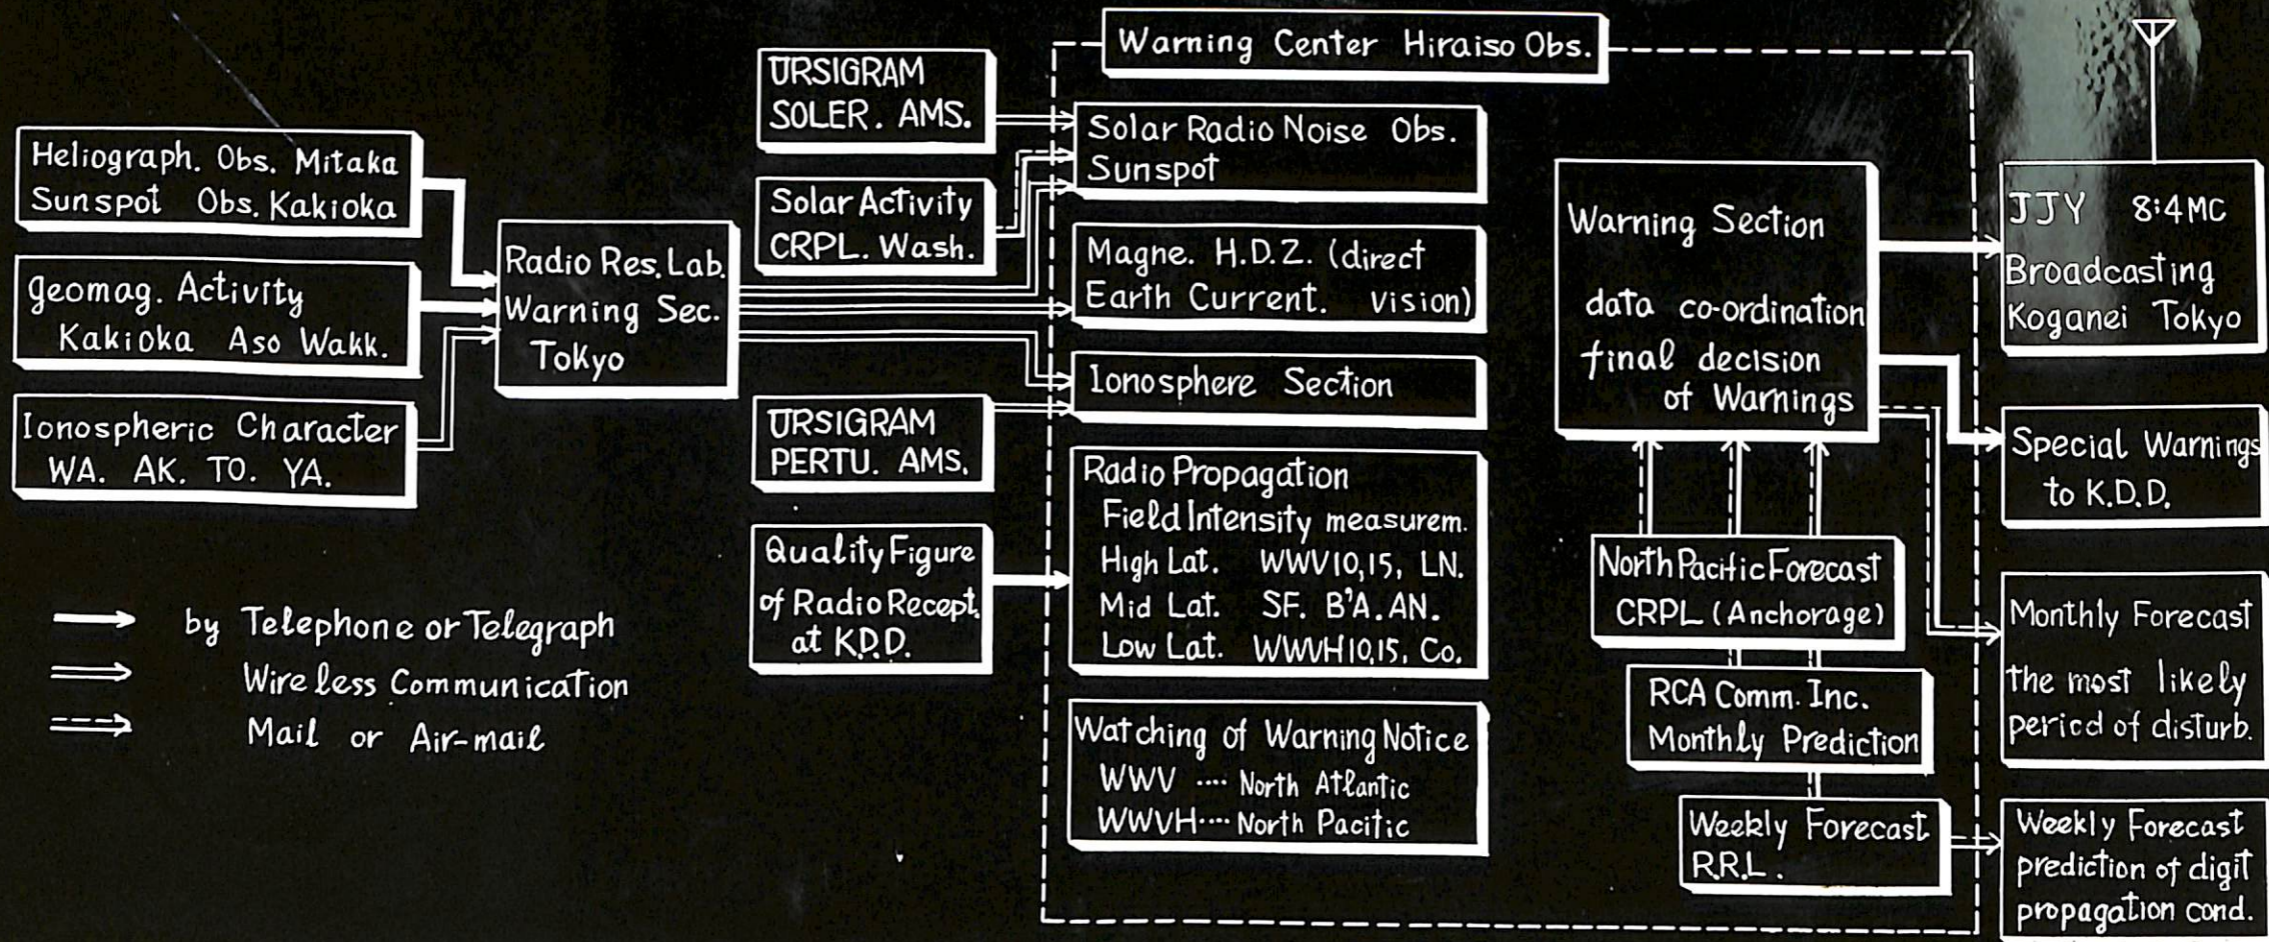 Warning Center Hiraiso Obs.
Heliograph. Obs. Mitaka
Sunspot Obs. Kakioka
geomag. Activity
Kakioka Aso Wakk.
Ionospheric Character
WA. AK. TO. YA.
Radio Res. Lab.
Warning Sec.
Tokyo
URSIGRAM
SOLER. AMS.
Solar Activity
CRPL. Wash.
URSIGRAM
PERTU. AMS.
Quality Figure
of Radio Recept.
at K.D.D.
Solar Radio Noise Obs.
Sunspot
Magne. H.D.Z. (direct
Earth Current. vision)
Ionosphere Section
Radio Propagation
Field Intensity measurem.
High Lat. WWV10,15, LN.
Mid Lat. SF. B'A. AN.
Low Lat. WWVH10,15, Co.
Watching of Warning Notice
WWV ···· North Atlantic
WWVH ···· North Pacific
Warning Section
data co-ordination
final decision
of Warnings
North Pacific Forecast
CRPL (Anchorage)
RCA Comm. Inc.
Monthly Prediction
Weekly Forecast
R.R.L.
JJY 8:4MC
Broadcasting
Koganei Tokyo
Special Warnings
to K.D.D.
Monthly Forecast
the most likely
period of disturb.
Weekly Forecast
prediction of digit
propagation cond.
by Telephone or Telegraph
Wireless Communication
Mail or Air-mail